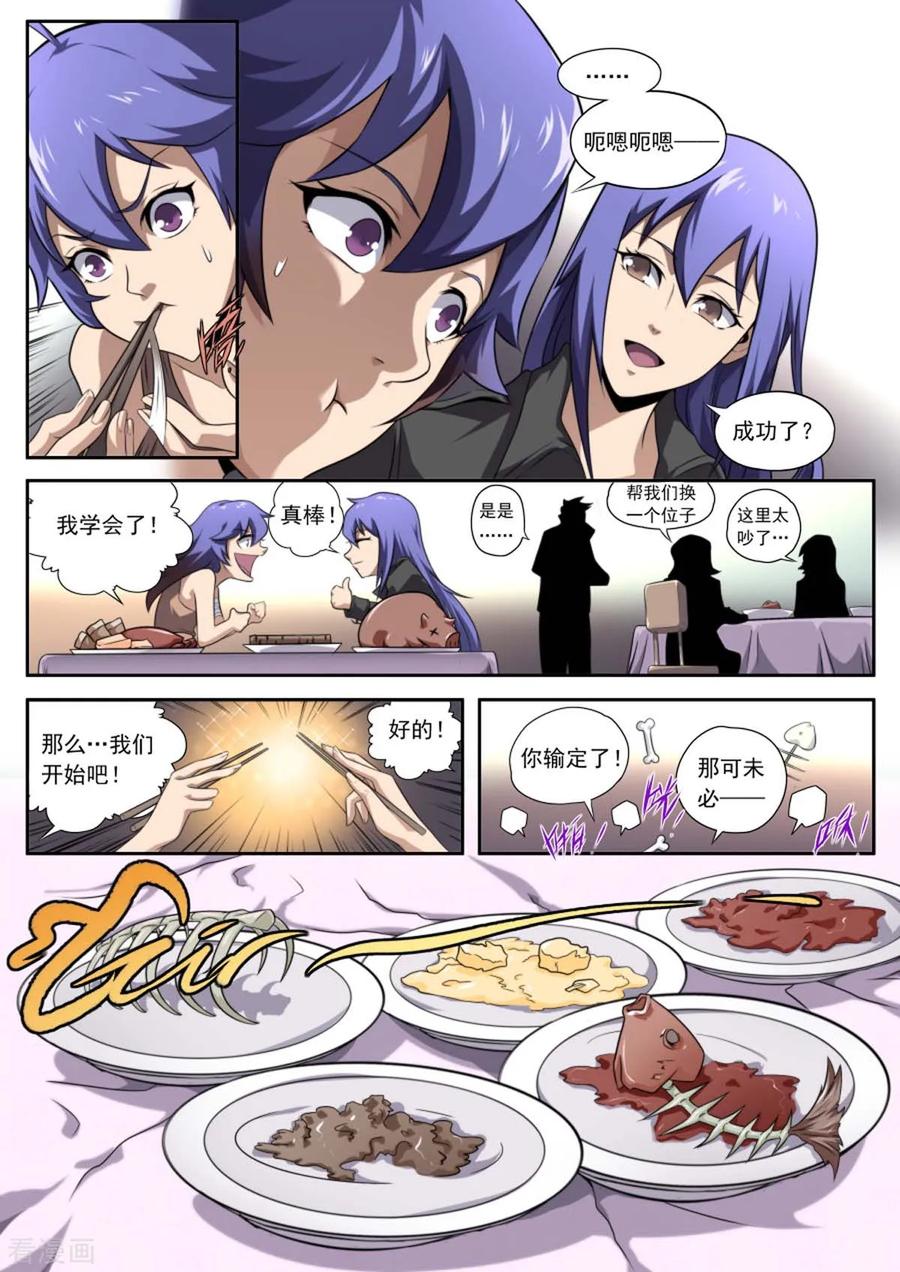 ……
呃嗯呃嗯——
成功了？
我学会了！
真棒！
是是
……
帮我们换
一个位子
这里太
吵了…
那么…我们
开始吧！
好的！
你输定了！
那可未
必——
看漫画